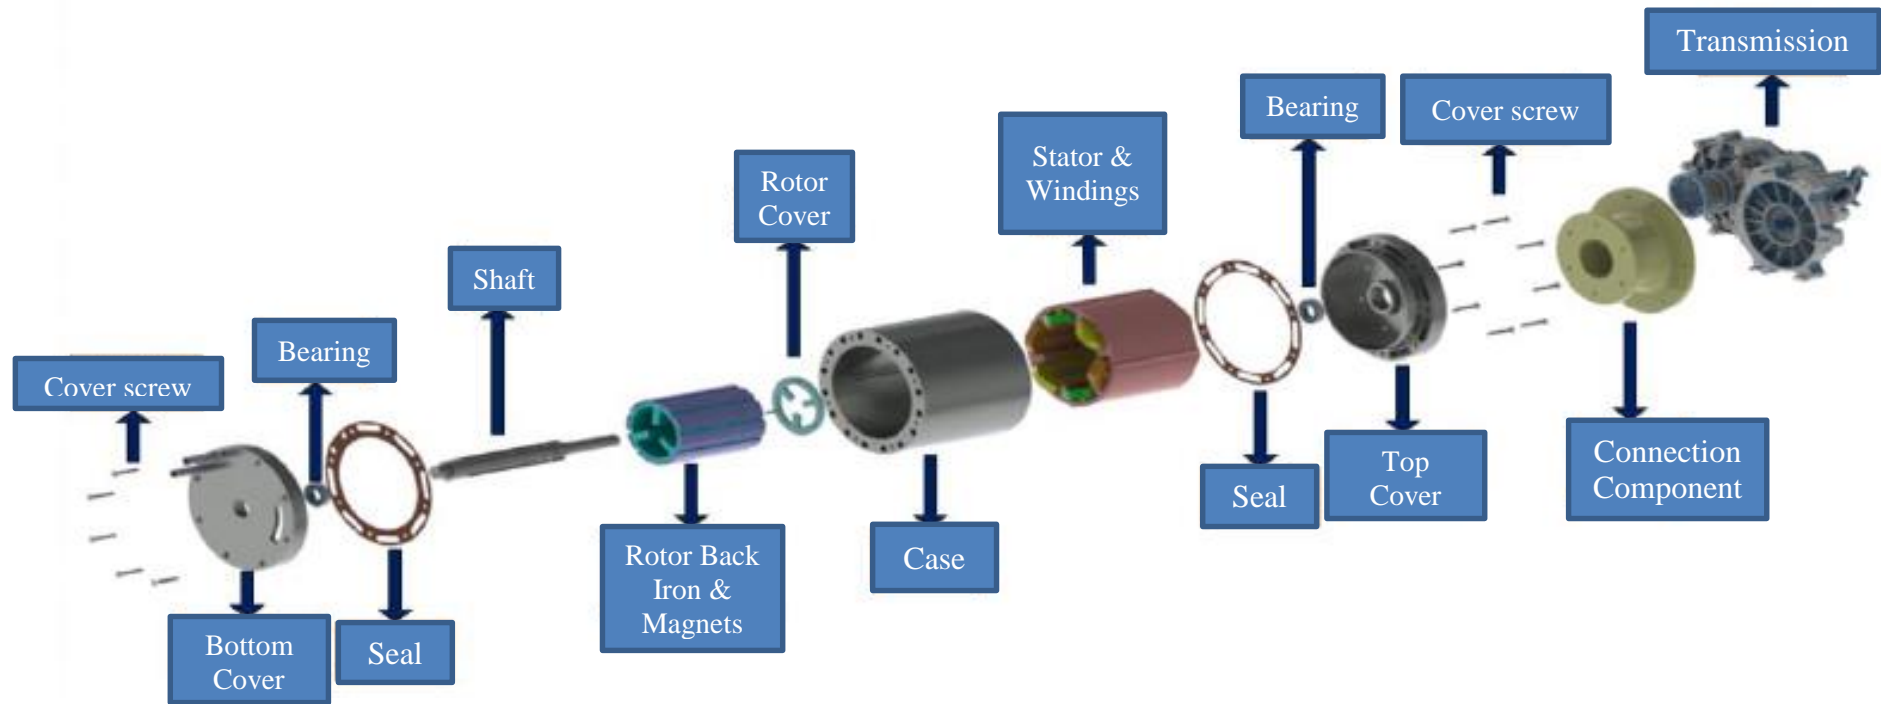 Transmission
Bearing
Cover screw
Stator &
Windings
Rotor
Cover
Shaft
Bearing
Cover screw
Connection
Component
Top
Cover
Seal
Case
Rotor Back
Iron &
Magnets
Seal
Bottom
Cover